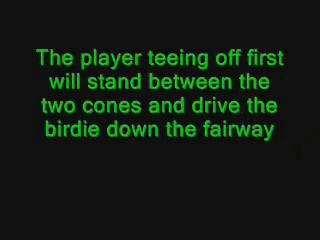 The player teeing off first
will stand between the
two cones and drive the
birdie down the fairway